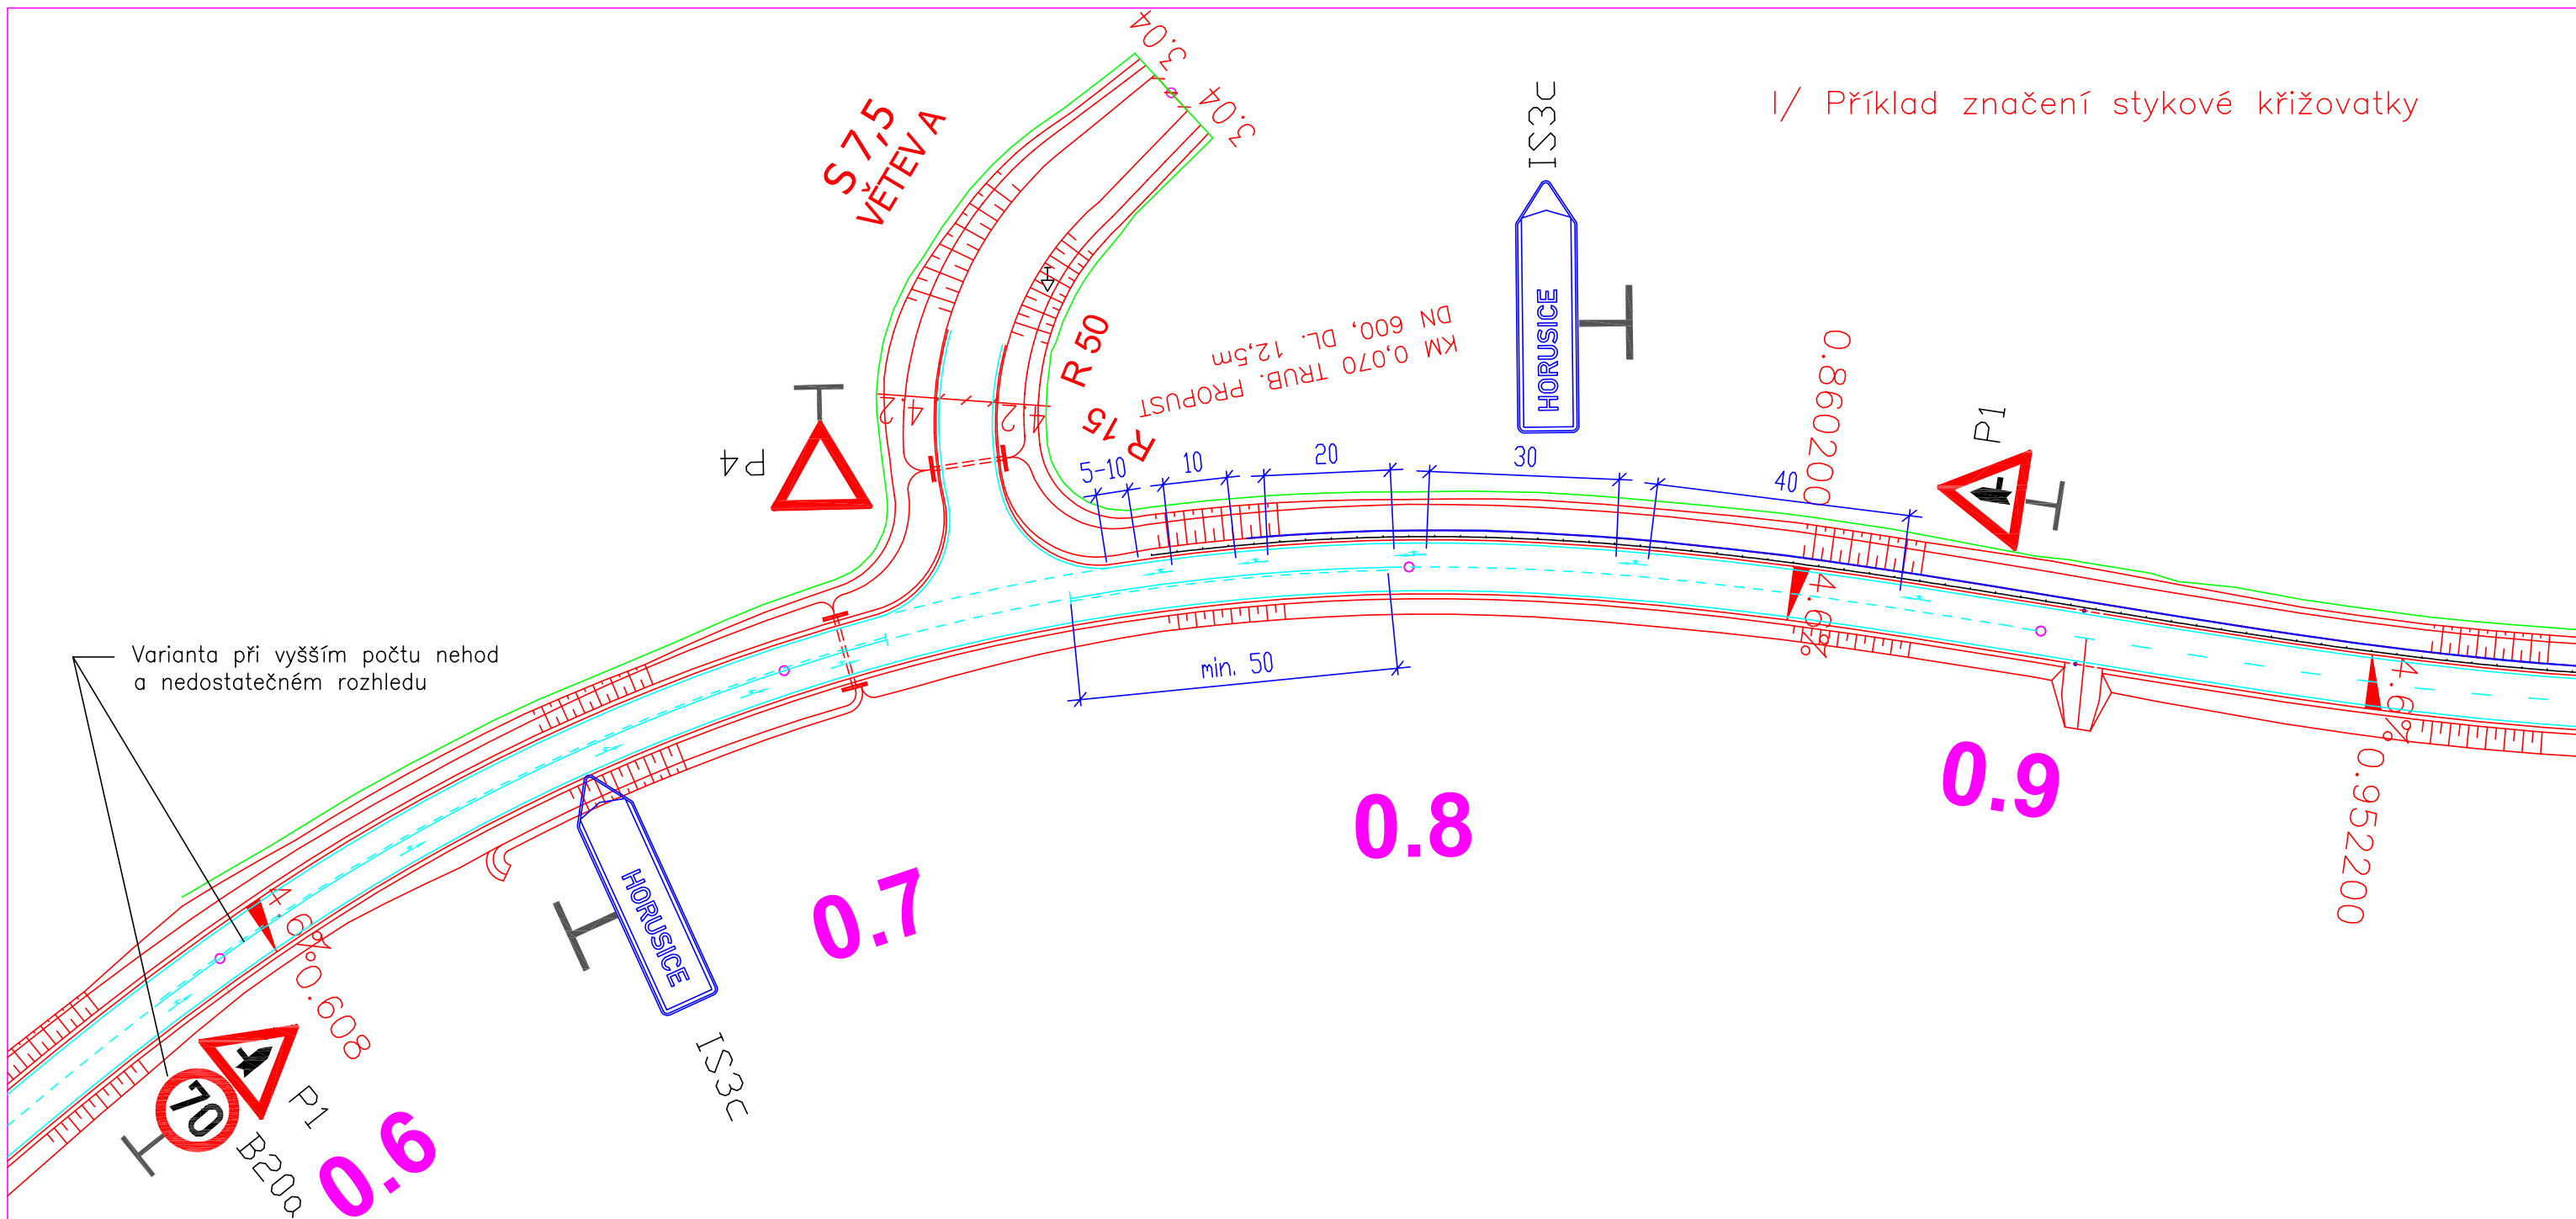 I/ Příklad značení stykové křižovatky
3.04
3.04
S 7,5
VĚTEV A
IS3c
HORUSICE
R 50
R 15
KM 0,070 TRUB. PROPUST
DN 600, DL. 12,5m
P4
4.2
4.2
5-10
10
20
30
40
0.860200
P1
4.6%
min. 50
Varianta při vyšším počtu nehod
a nedostatečném rozhledu
4.6%
0.952200
0.9
0.8
0.7
HORUSICE
IS3c
4.6%
0.608
70
P1
B20a
0.6